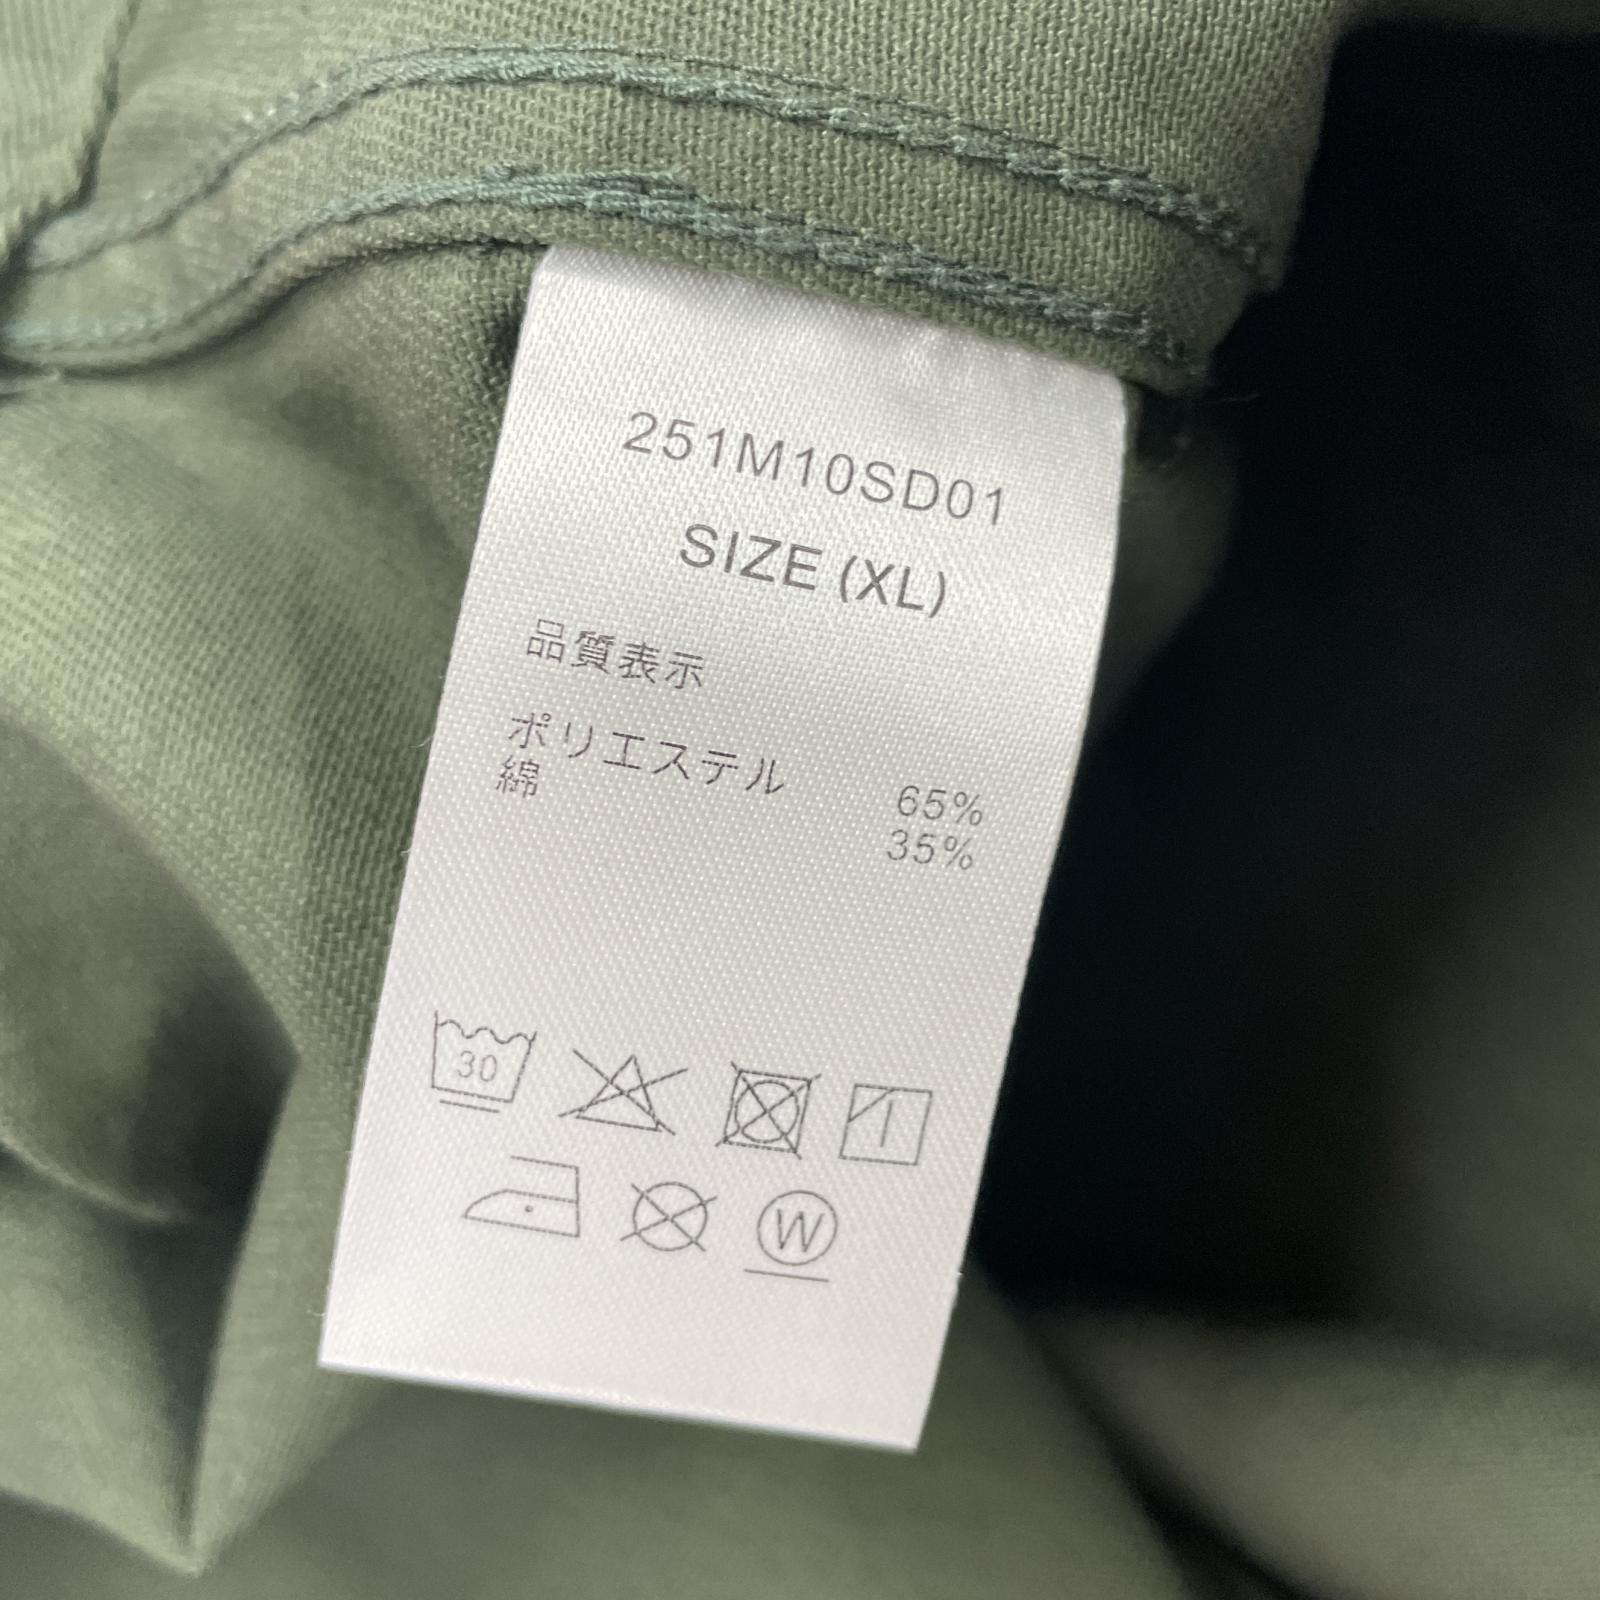 251M10SD01
SIZE (XL)
品質表示
ポリエステル 65%
綿 35%
30
W